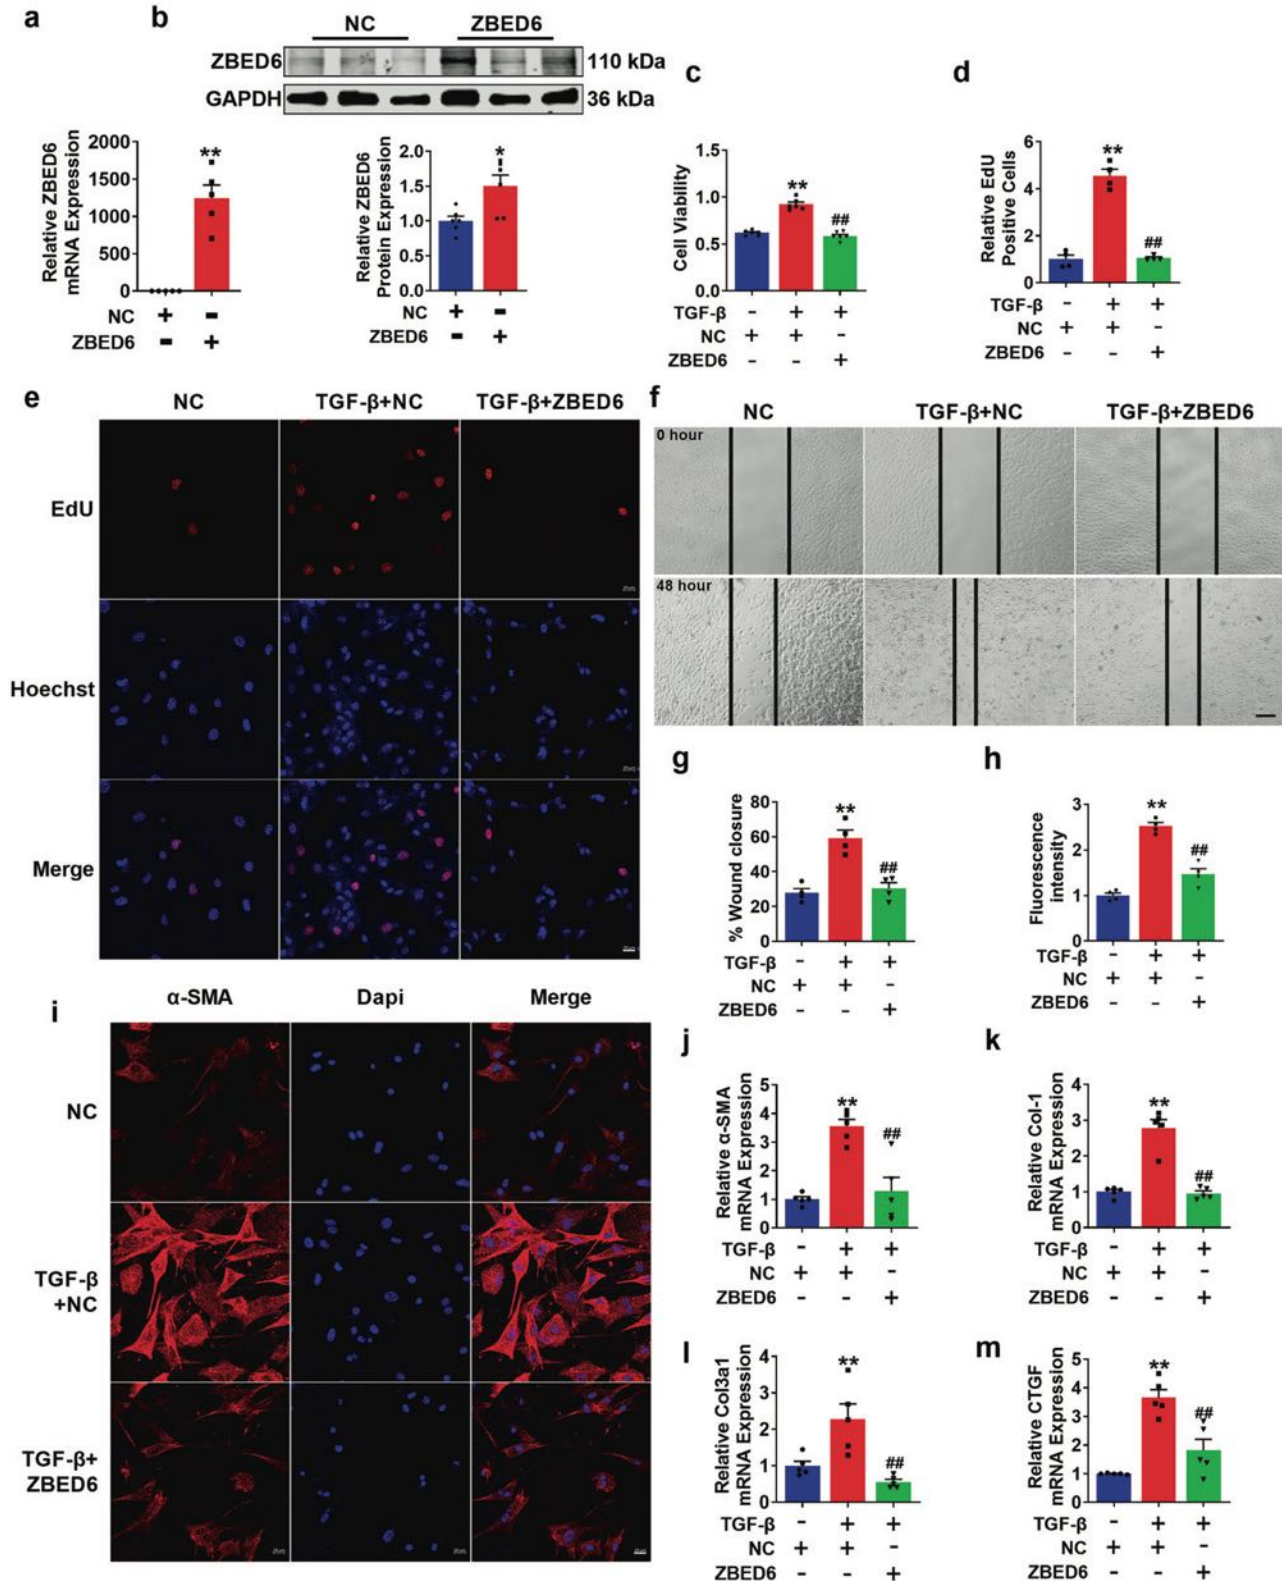 a
b
NC ZBED6
ZBED6 110 kDa
GAPDH 36 kDa
Relative ZBED6
mRNA Expression
2000
1500
1000
500
0
**
NC + -
ZBED6 - +
Relative ZBED6
Protein Expression
2.0
1.5
1.0
0.5
0.0
*
NC + -
ZBED6 - +
c
Cell Viability
1.5
1.0
0.5
0.0
**
##
TGF-β - + +
NC + + -
ZBED6 - - +
d
Relative EdU
Positive Cells
6
4
2
0
**
##
TGF-β - + +
NC + + -
ZBED6 - - +
e
NC TGF-β+NC TGF-β+ZBED6
EdU
Hoechst
Merge
f
NC TGF-β+NC TGF-β+ZBED6
0 hour
48 hour
g
% Wound closure
80
60
40
20
0
**
##
TGF-β - + +
NC + + -
ZBED6 - - +
h
Fluorescence
intensity
3
2
1
0
**
##
TGF-β - + +
NC + + -
ZBED6 - - +
i
α-SMA Dapi Merge
NC
TGF-β
+NC
TGF-β+
ZBED6
j
Relative α-SMA
mRNA Expression
5
4
3
2
1
0
**
##
TGF-β - + +
NC + + -
ZBED6 - - +
k
Relative Col-1
mRNA Expression
4
3
2
1
0
**
##
TGF-β - + +
NC + + -
ZBED6 - - +
l
Relative Col3a1
mRNA Expression
4
3
2
1
0
**
##
TGF-β - + +
NC + + -
ZBED6 - - +
m
Relative CTGF
mRNA Expression
5
4
3
2
1
0
**
##
TGF-β - + +
NC + + -
ZBED6 - - +